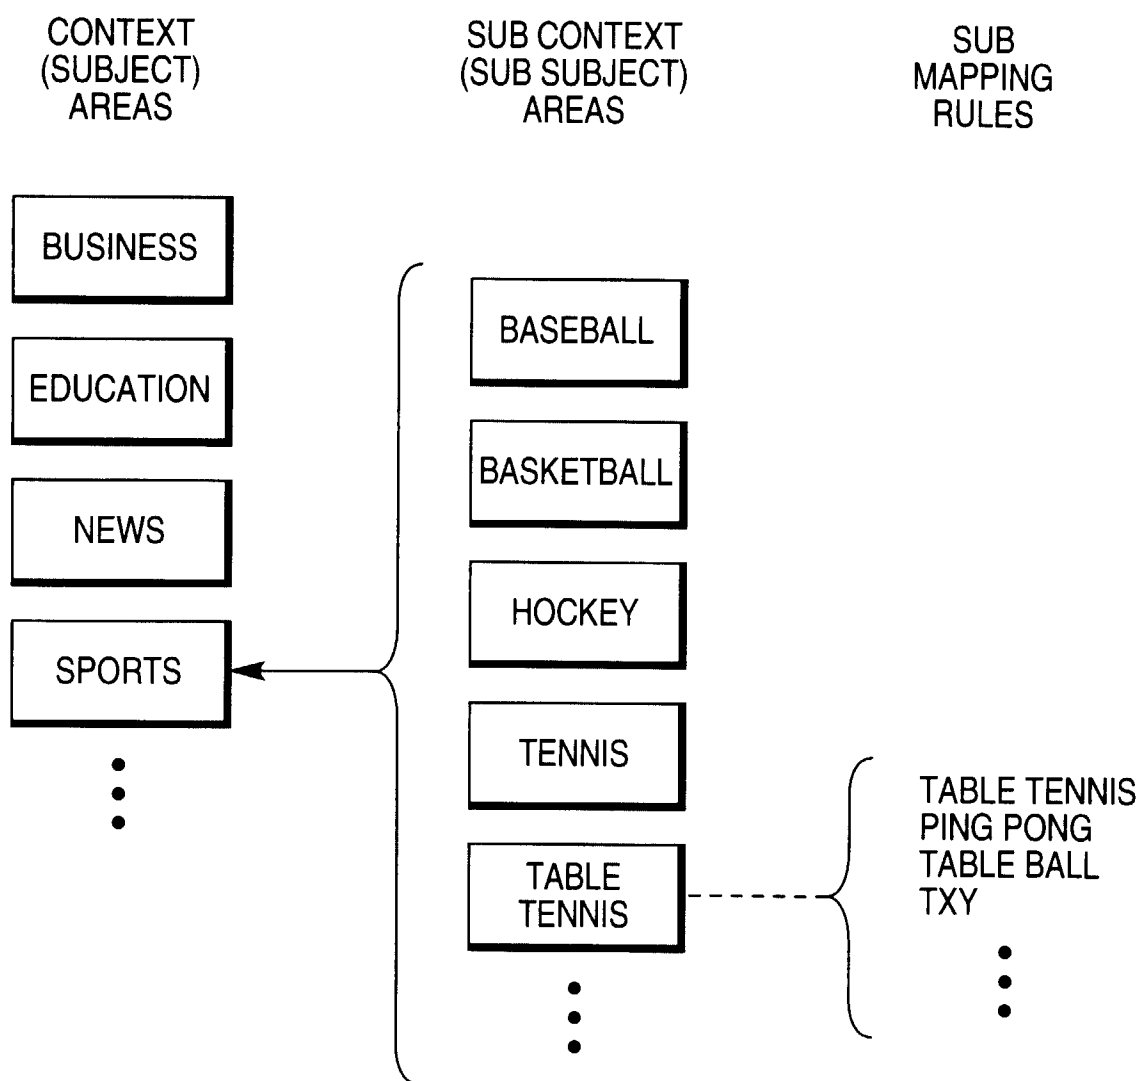 CONTEXT
(SUBJECT)
AREAS
SUB CONTEXT
(SUB SUBJECT)
AREAS
SUB
MAPPING
RULES
BUSINESS
EDUCATION
NEWS
SPORTS
BASEBALL
BASKETBALL
HOCKEY
TENNIS
TABLE
TENNIS
TABLE TENNIS
PING PONG
TABLE BALL
TXY